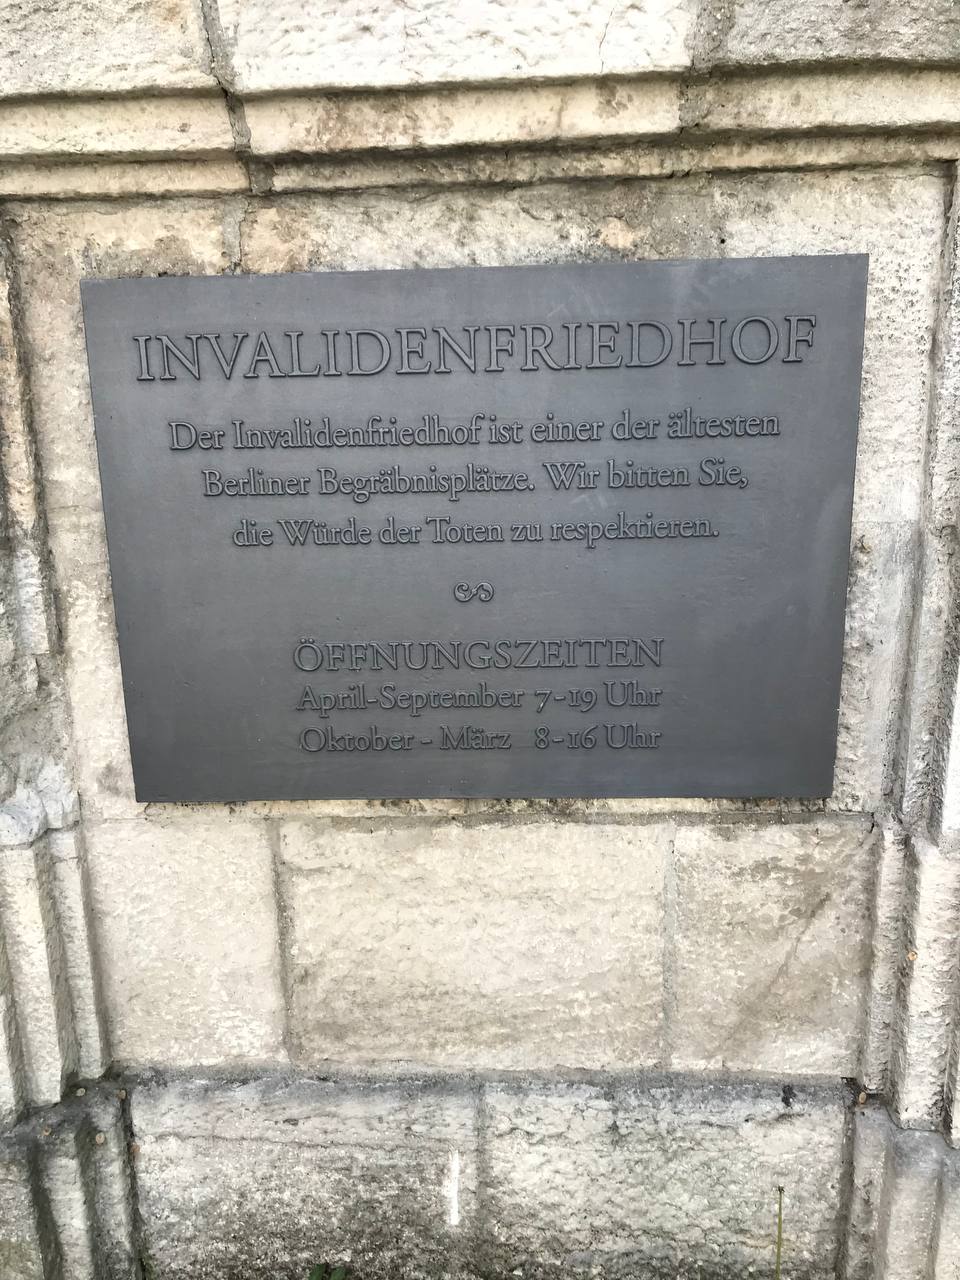 INVALIDENFRIEDHOF
Der Invalidenfriedhof ist einer der ältesten
Berliner Begräbnisplätze. Wir bitten Sie,
die Würde der Toten zu respektieren.
ÖFFNUNGSZEITEN
April-September 7-19 Uhr
Oktober - März 8-16 Uhr